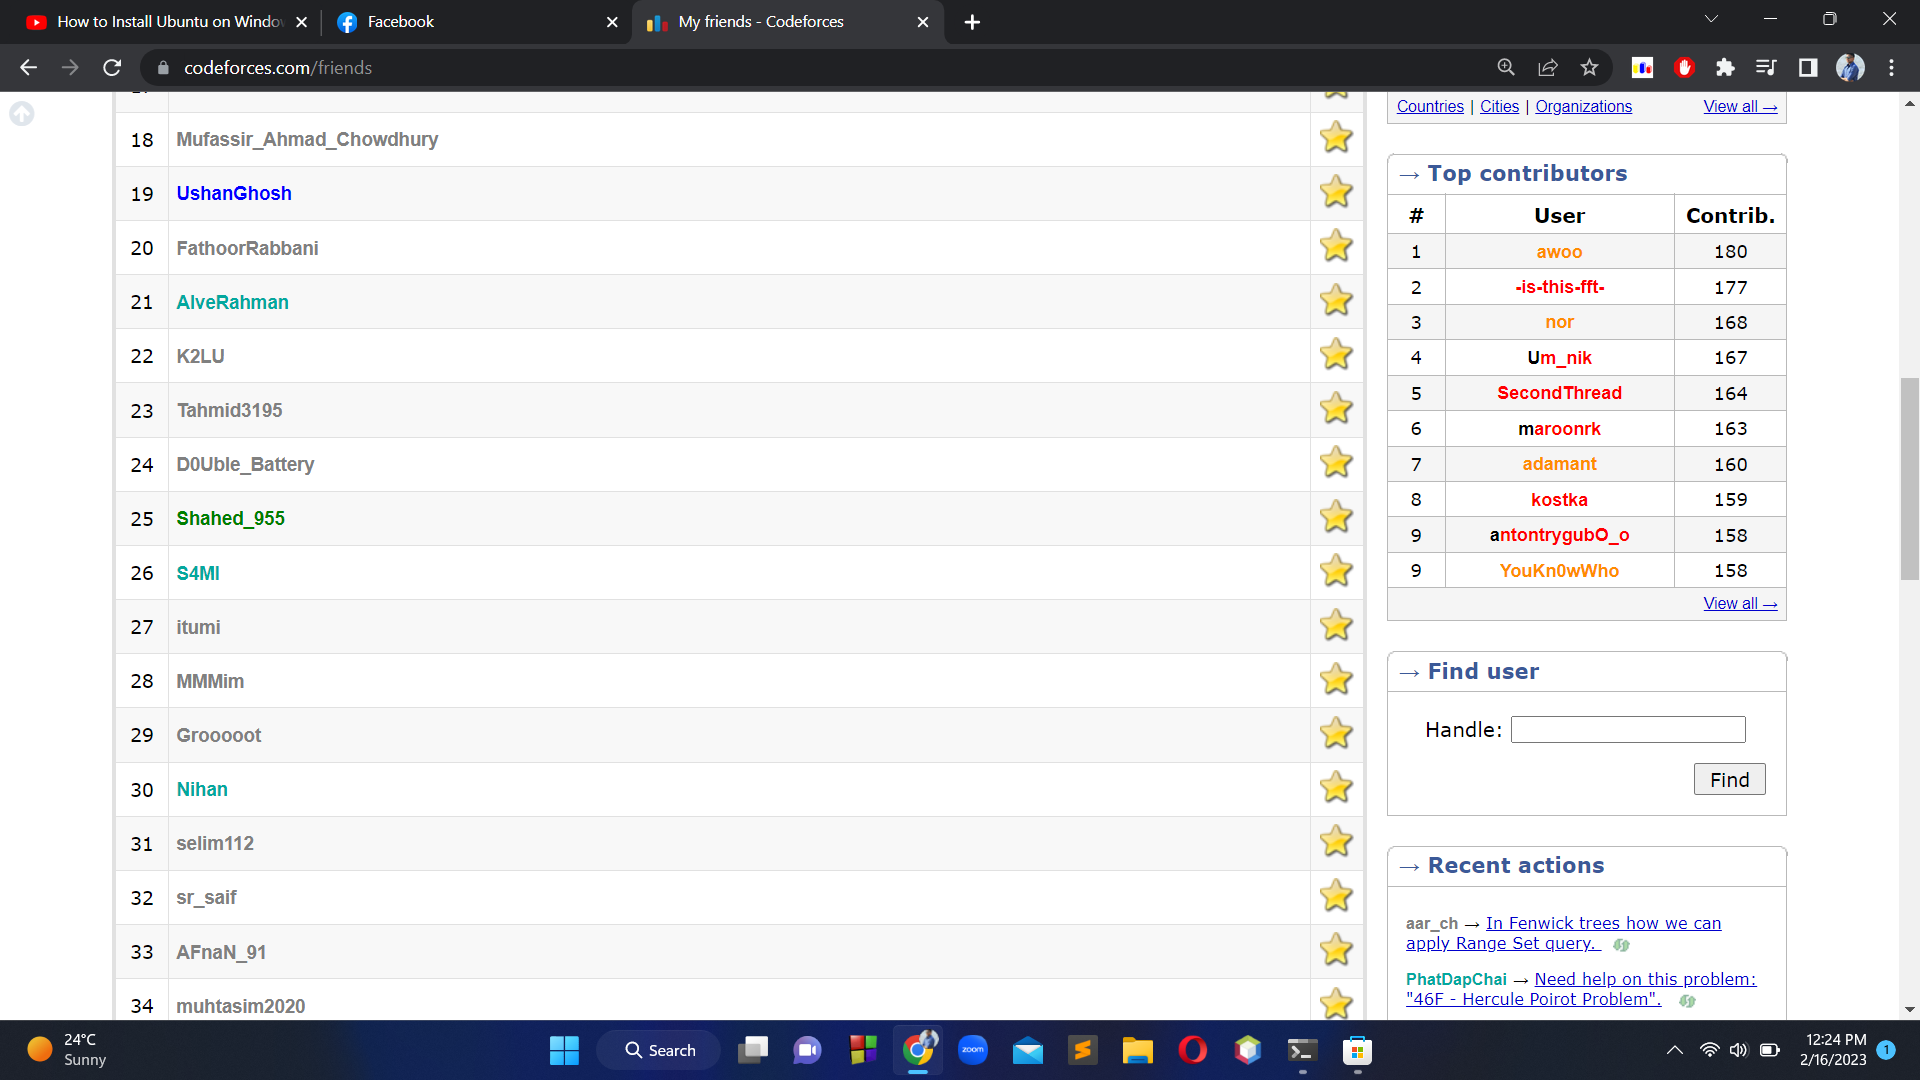 How to Install Ubuntu on Windo
Facebook
My friends - Codeforces
codeforces.com/friends
18 Mufassir_Ahmad_Chowdhury
19 UshanGhosh
20 FathoorRabbani
21 AlveRahman
22 K2LU
23 Tahmid3195
24 D0Uble_Battery
25 Shahed_955
26 S4MI
27 itumi
28 MMMim
29 Grooooot
30 Nihan
31 selim112
32 sr_saif
33 AFnaN_91
34 muhtasim2020
Countries | Cities | Organizations View all →
→ Top contributors
# User Contrib.
1 awoo 180
2 -is-this-fft- 177
3 nor 168
4 Um_nik 167
5 SecondThread 164
6 maroonrk 163
7 adamant 160
8 kostka 159
9 antontrygubO_o 158
9 YouKn0wWho 158
View all →
→ Find user
Handle:
Find
→ Recent actions
aar_ch → In Fenwick trees how we can
apply Range Set query.
PhatDapChai → Need help on this problem:
"46F - Hercule Poirot Problem".
24°C
Sunny
Search
zoom
12:24 PM
2/16/2023
1